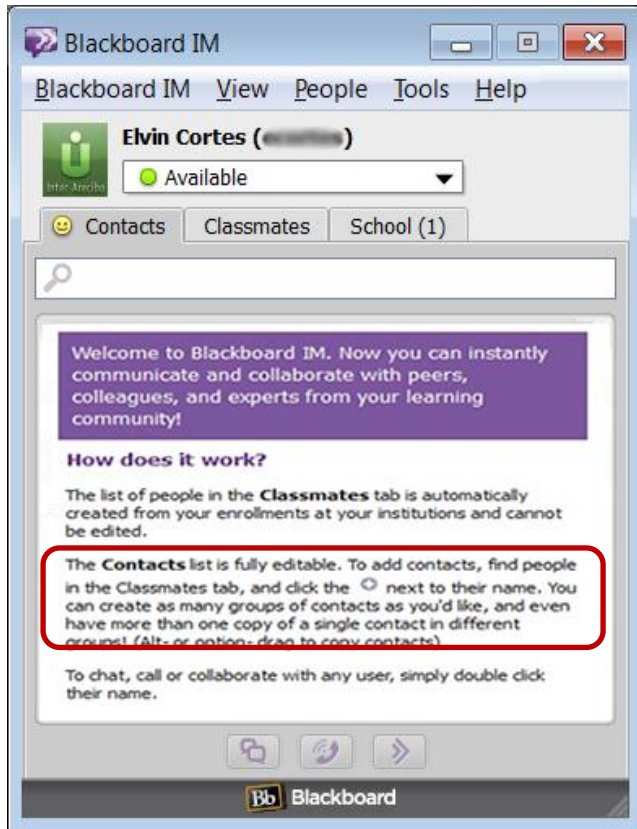 Blackboard IM
Blackboard IM View People Tools Help
Elvin Cortes ( )
Inter Arecibo
Available
Contacts Classmates School (1)
Welcome to Blackboard IM. Now you can instantly
communicate and collaborate with peers,
colleagues, and experts from your learning
community!
How does it work?
The list of people in the Classmates tab is automatically
created from your enrollments at your institutions and cannot
be edited.
The Contacts list is fully editable. To add contacts, find people
in the Classmates tab, and click the next to their name. You
can create as many groups of contacts as you'd like, and even
have more than one copy of a single contact in different
groups! (Alt- or option- drag to copy contacts)
To chat, call or collaborate with any user, simply double click
their name.
Bb Blackboard